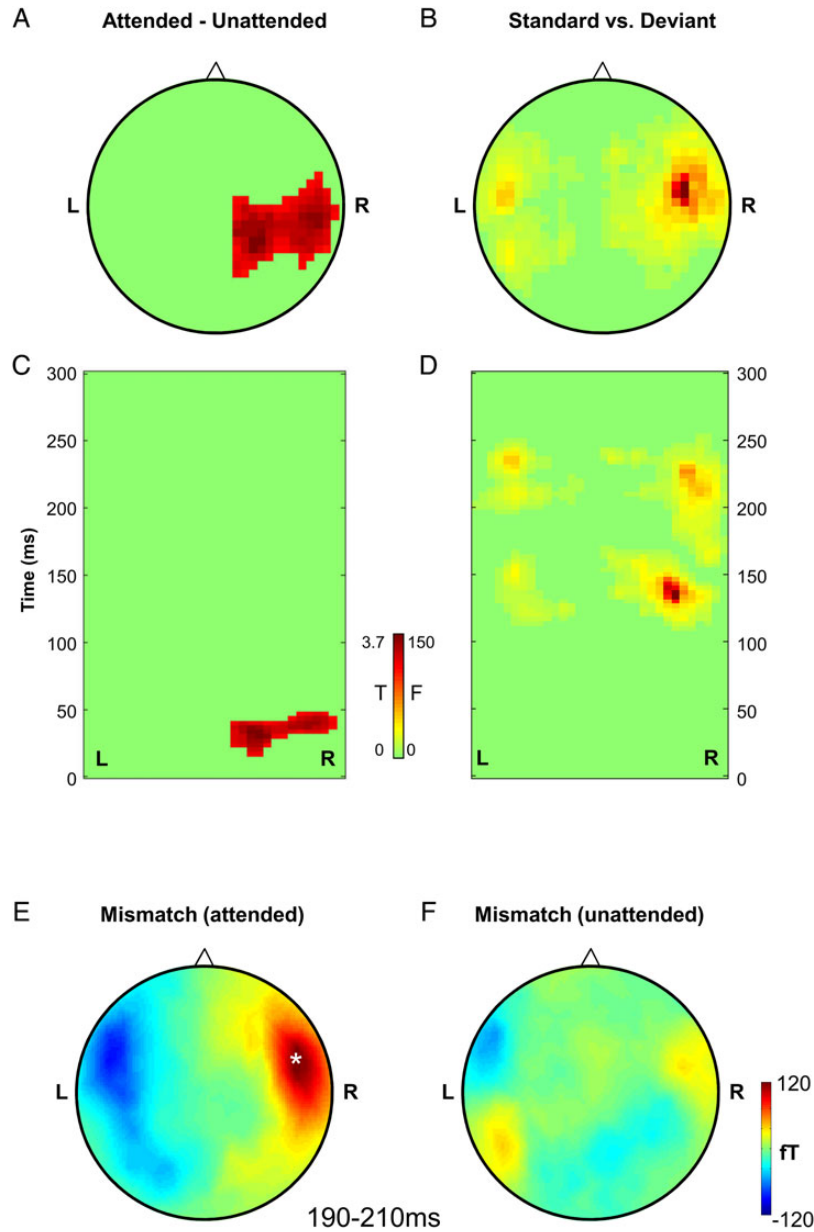 A Attended - Unattended
B Standard vs. Deviant
L R
L R
C
D
300
250
200
150
100
50
0
Time (ms)
L R
3.7 150
T F
0 0
300
250
200
150
100
50
0
L R
E Mismatch (attended)
F Mismatch (unattended)
L * R
L R
120
fT
-120
190-210ms